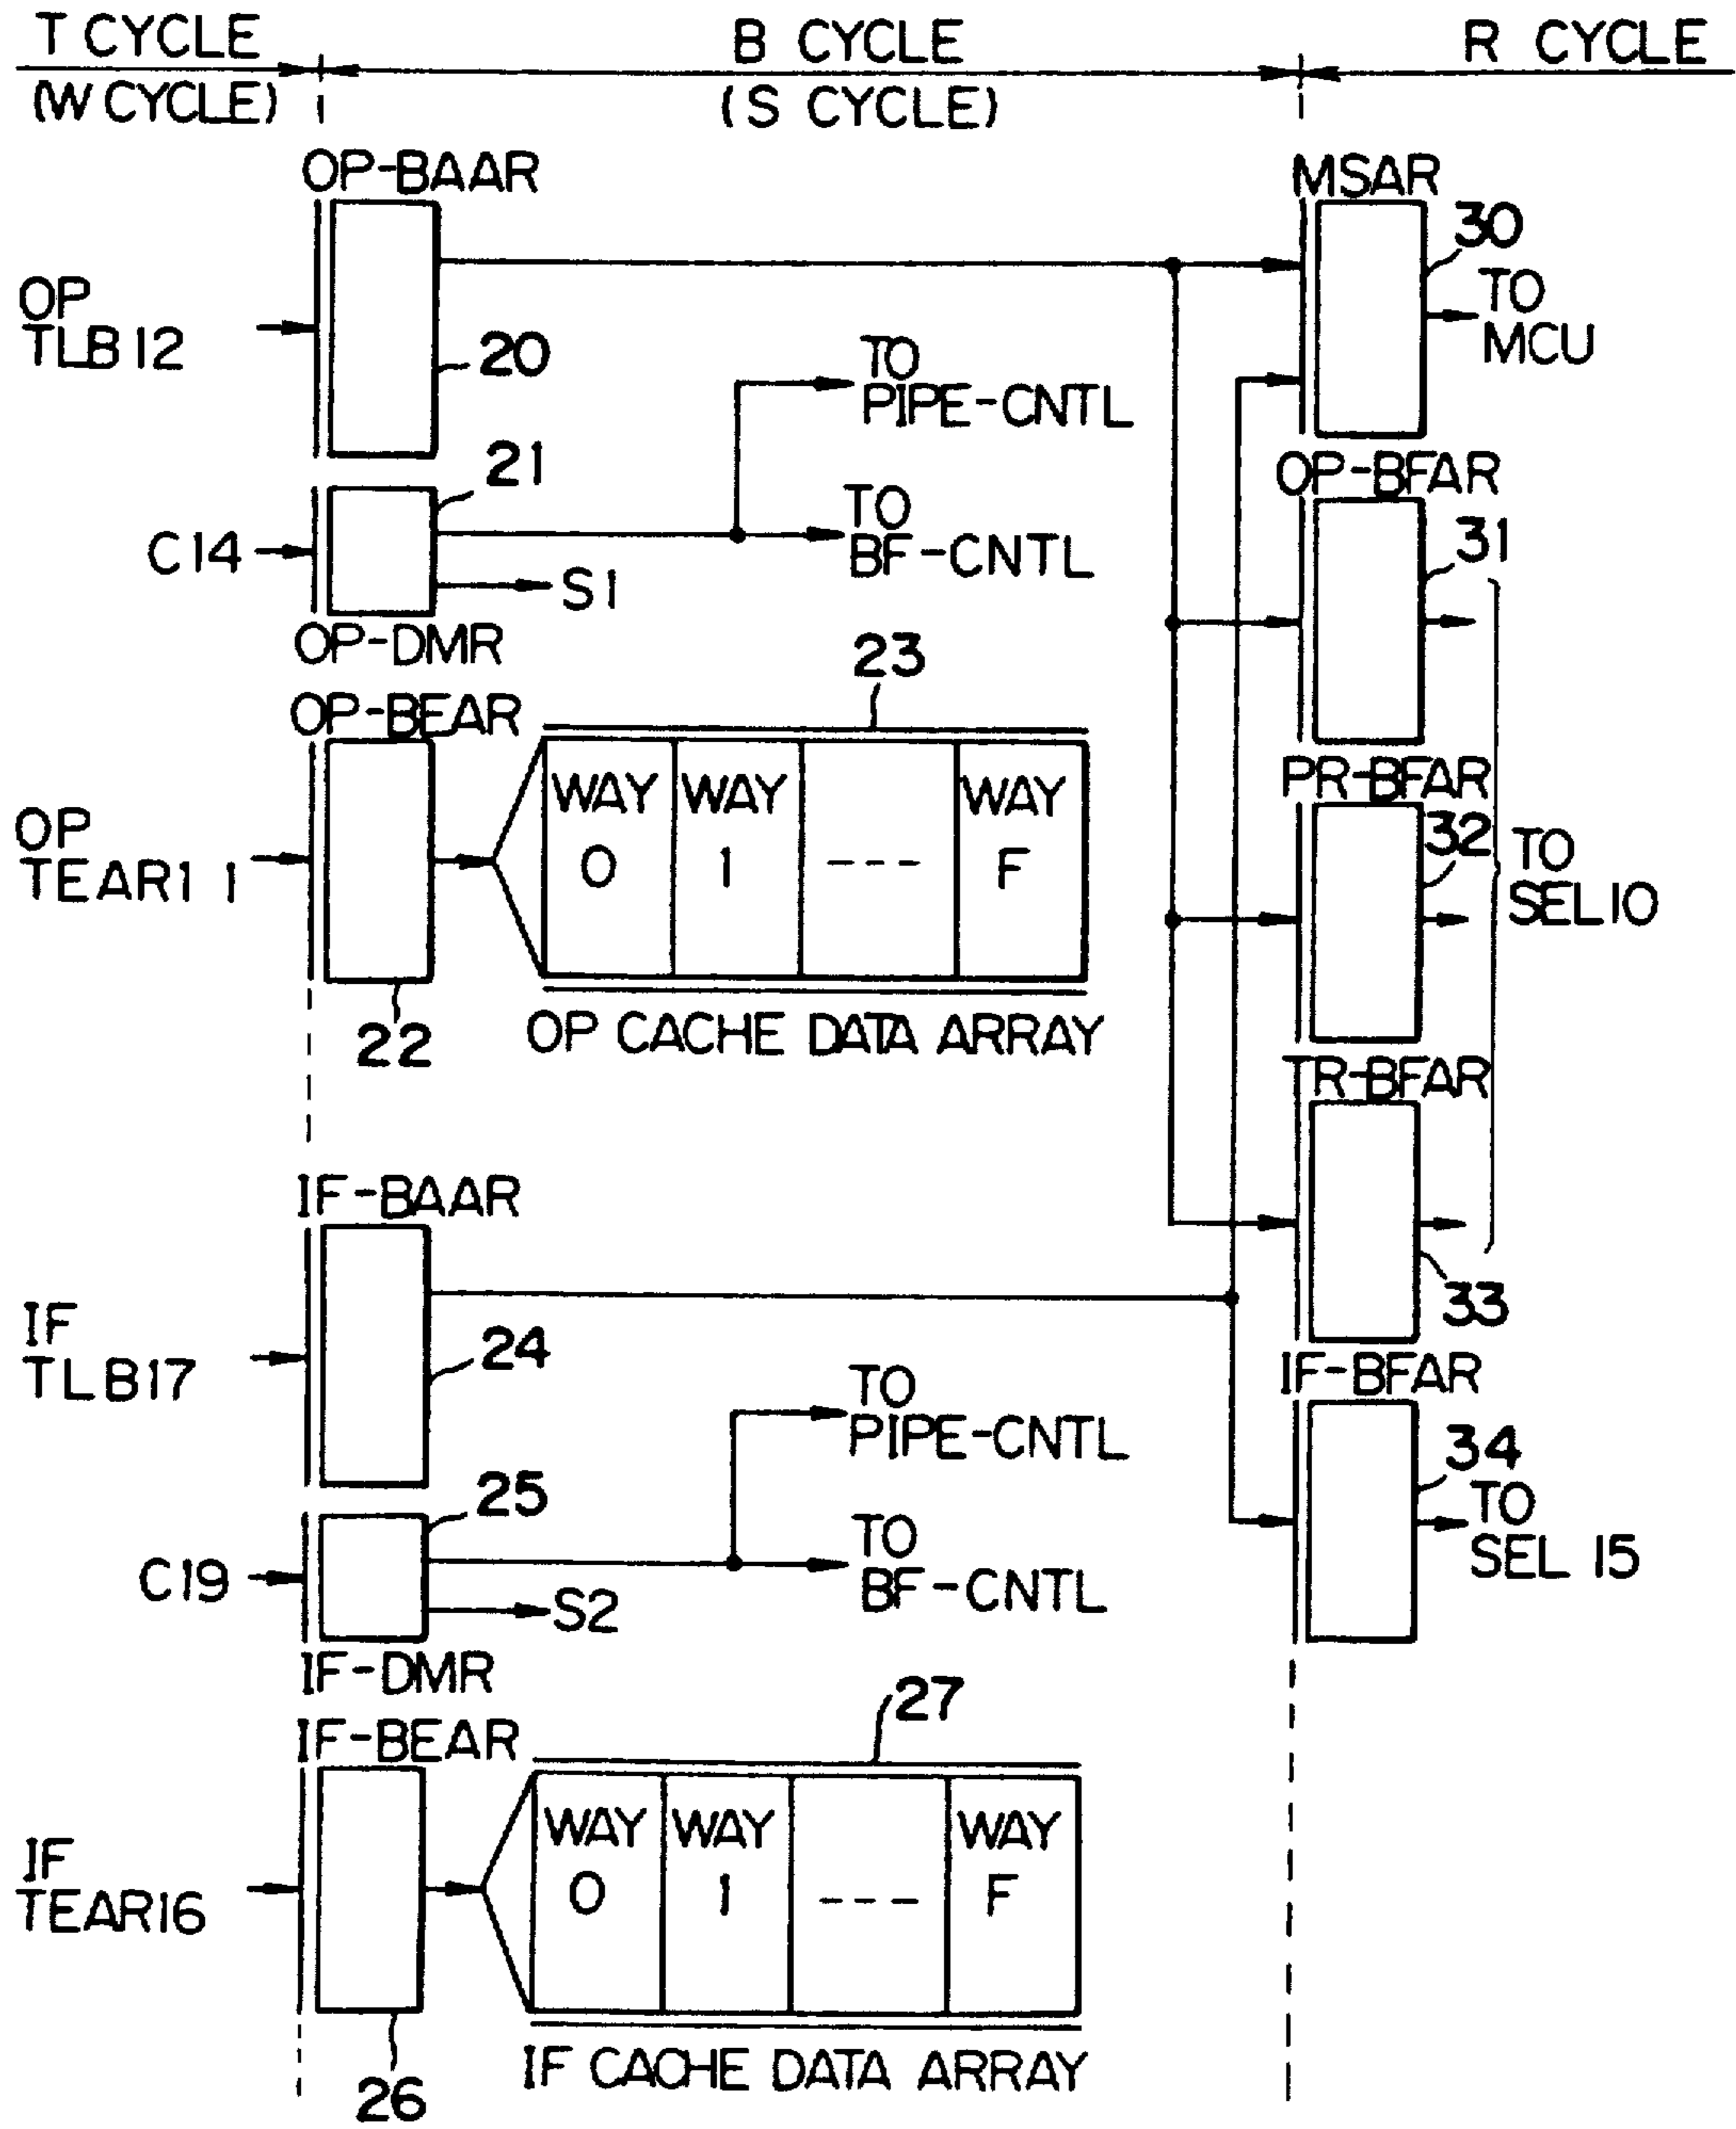 T CYCLE
(W CYCLE)
B CYCLE
(S CYCLE)
R CYCLE
OP-BAAR
OP
TLB12
20
21
C14
S1
OP-DMR
TO
PIPE-CNTL
TO
BF-CNTL
OP-BEAR
OP
TEAR1 1
22
23
WAY
0
WAY
1
---
WAY
F
OP CACHE DATA ARRAY
IF-BAAR
IF
TLB17
24
25
C19
S2
IF-DMR
TO
PIPE-CNTL
TO
BF-CNTL
IF-BEAR
IF
TEAR16
26
27
WAY
0
WAY
1
---
WAY
F
IF CACHE DATA ARRAY
MSAR
30
TO
MCU
OP-BFAR
31
PR-BFAR
32
TO
SEL10
TR-BFAR
33
IF-BFAR
34
TO
SEL 15